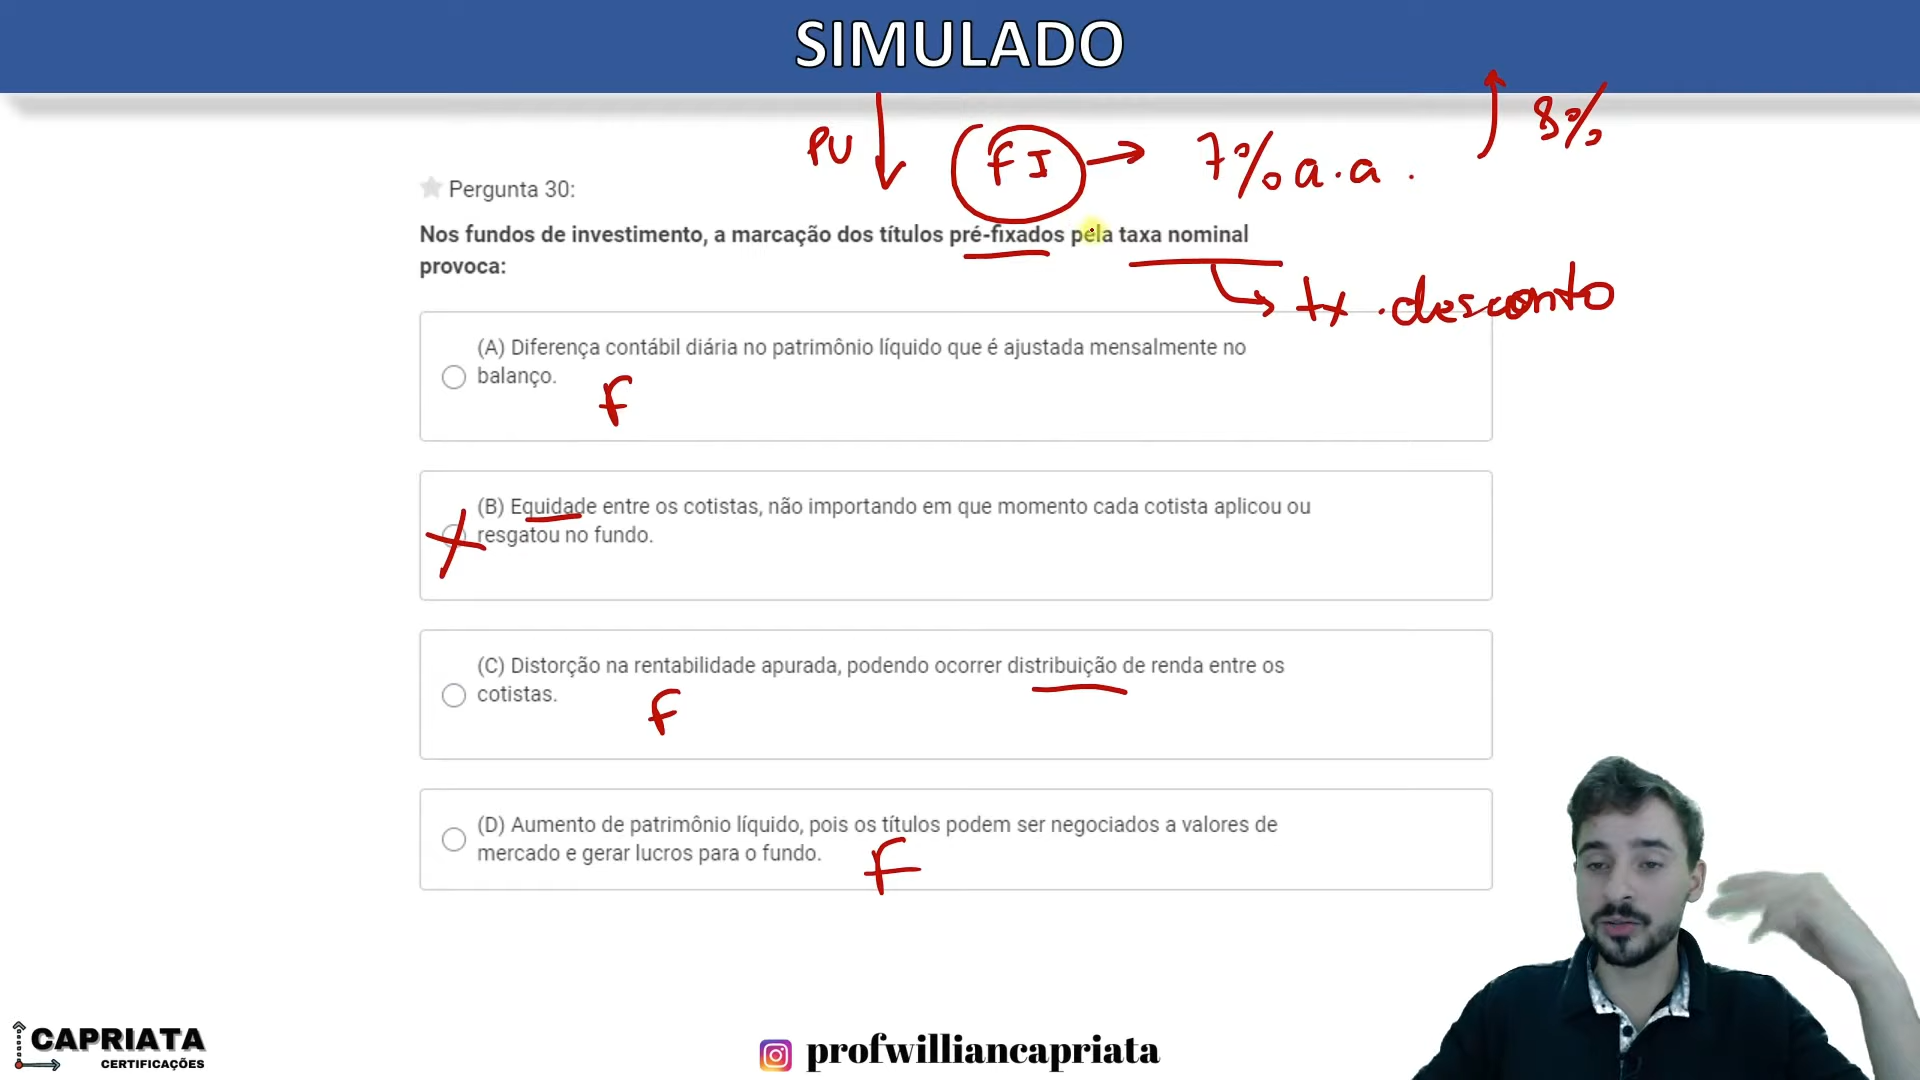 SIMULADO
PU
FI → 7% a.a.
8%
Pergunta 30:
Nos fundos de investimento, a marcação dos títulos pré-fixados pela taxa nominal
provoca:
tx. desconto
(A) Diferença contábil diária no patrimônio líquido que é ajustada mensalmente no
balanço.
F
(B) Equidade entre os cotistas, não importando em que momento cada cotista aplicou ou
resgatou no fundo.
X
(C) Distorção na rentabilidade apurada, podendo ocorrer distribuição de renda entre os
cotistas.
F
(D) Aumento de patrimônio líquido, pois os títulos podem ser negociados a valores de
mercado e gerar lucros para o fundo.
F
CAPRIATA
CERTIFICAÇÕES
profwilliancapriata